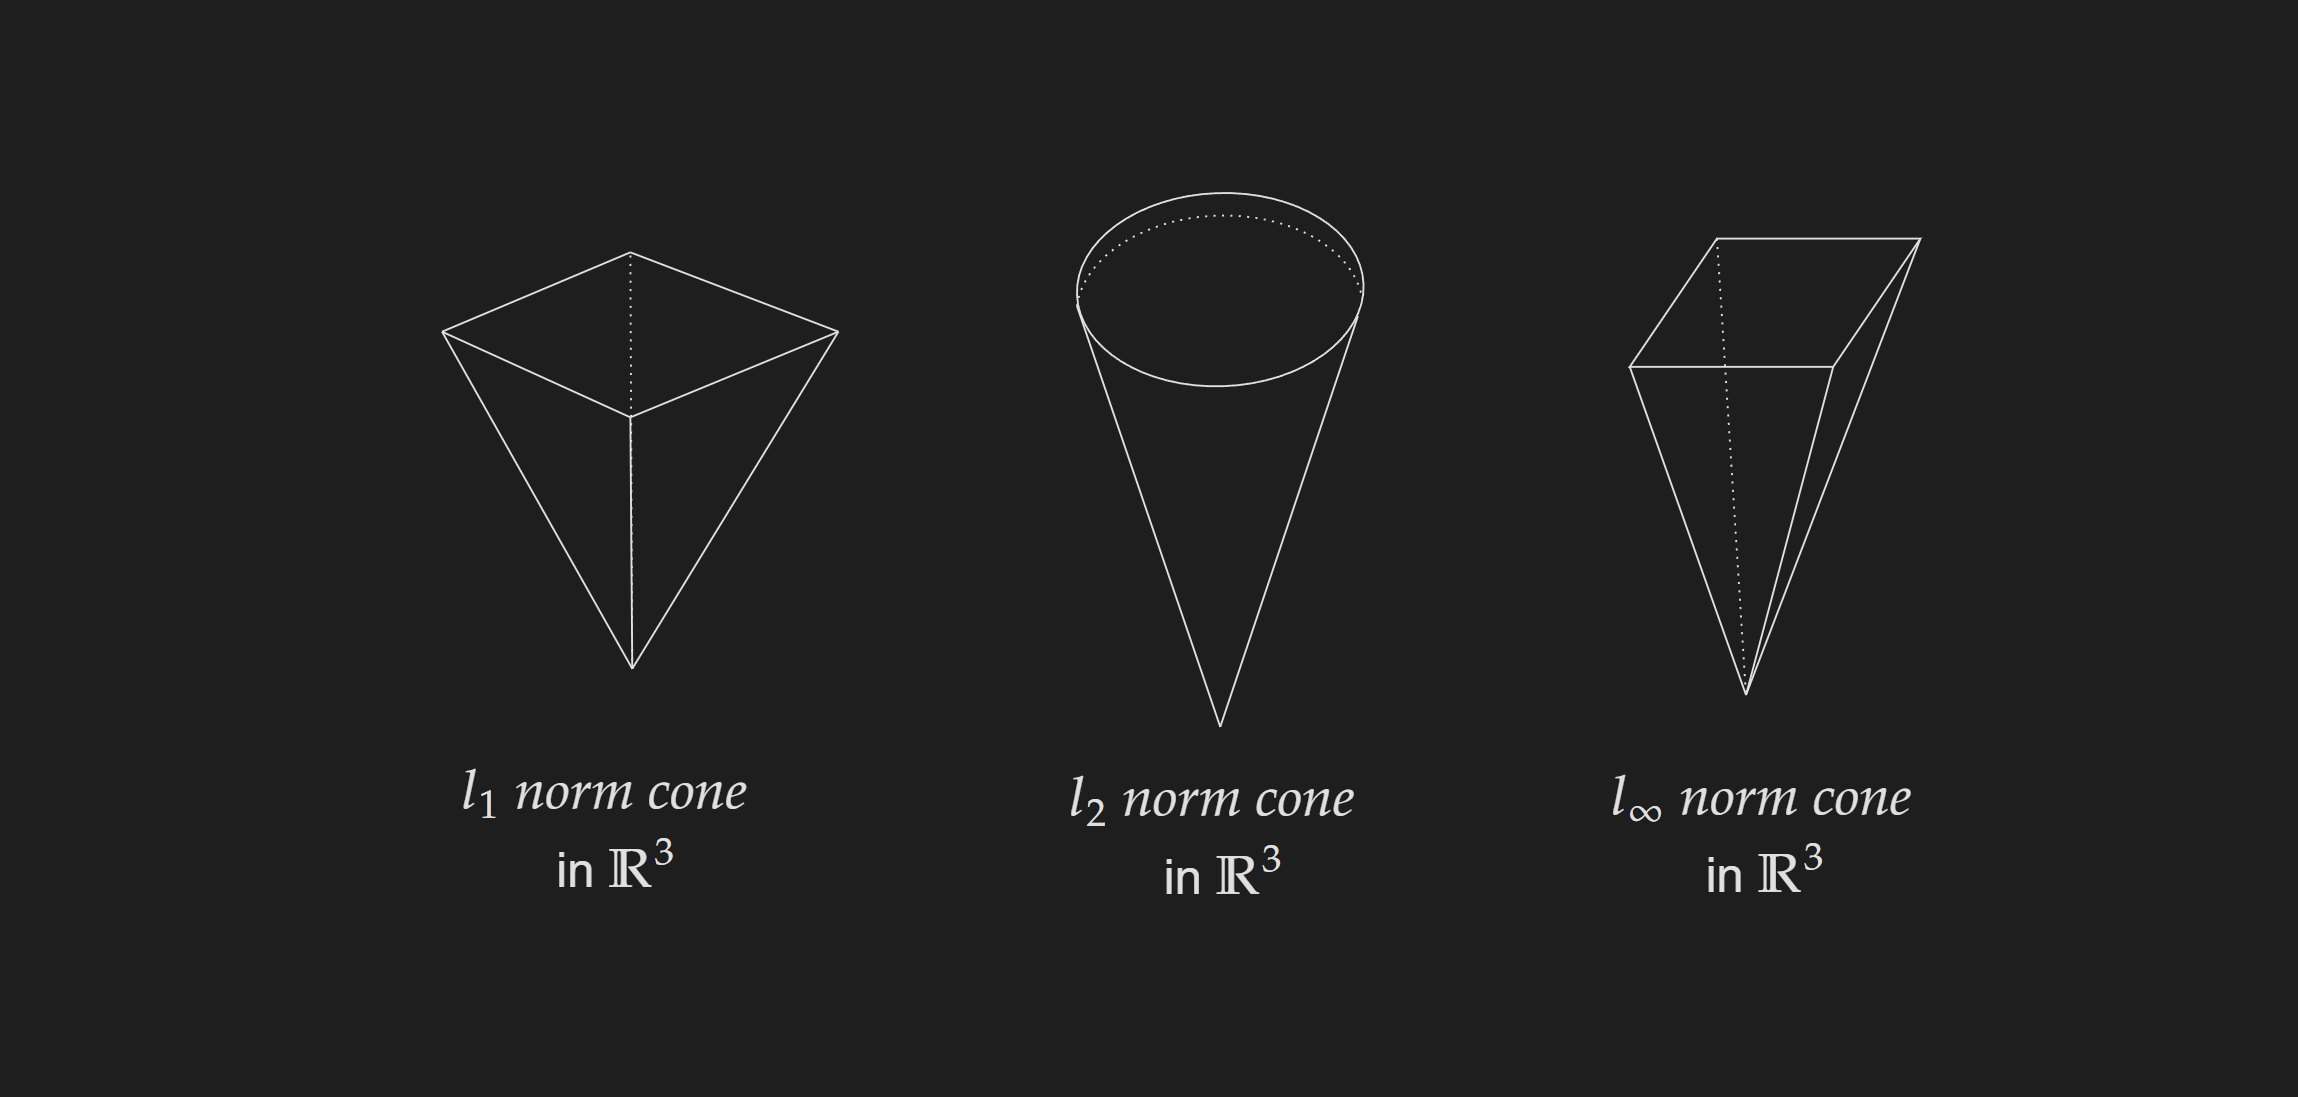 l₁ norm cone
in ℝ³
l₂ norm cone
in ℝ³
l∞ norm cone
in ℝ³